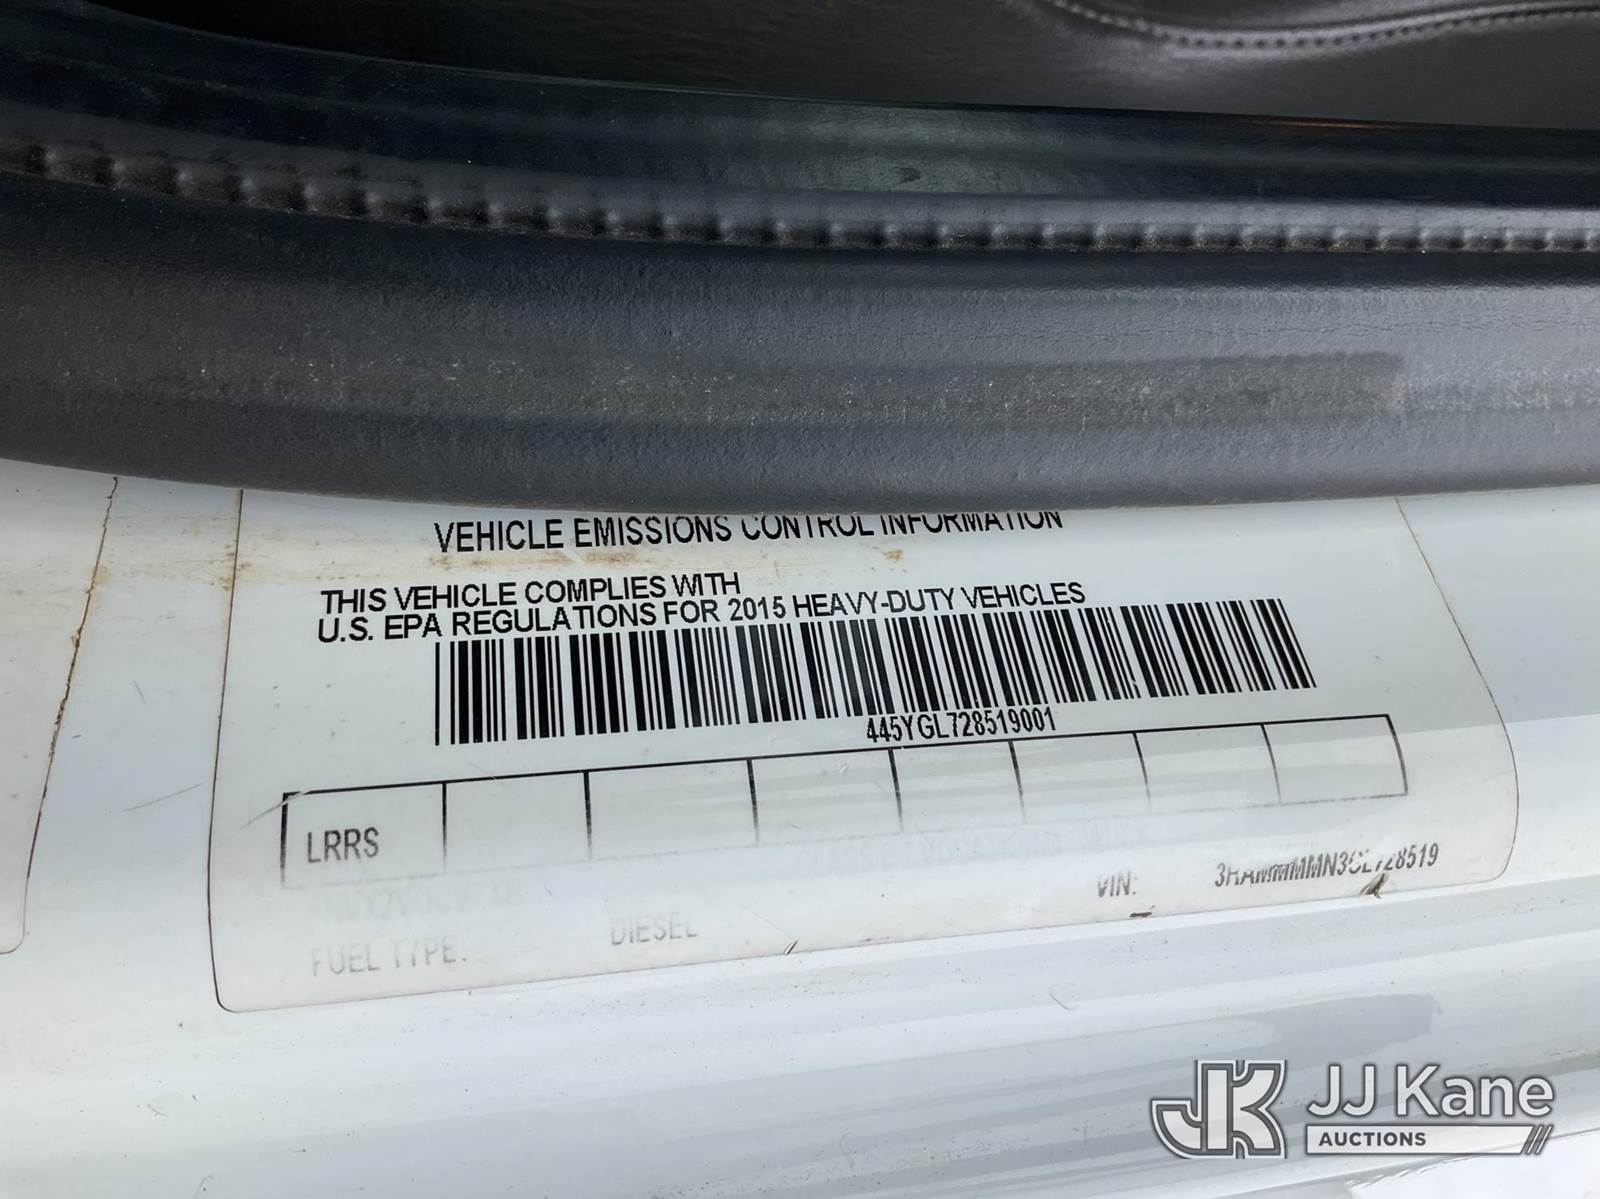 VEHICLE EMISSIONS CONTROL INFORMATION
THIS VEHICLE COMPLIES WITH
U.S. EPA REGULATIONS FOR 2015 HEAVY-DUTY VEHICLES
445YGL728519001
LRRS
VIN:
FUEL TYPE: DIESEL
JK JJ Kane
AUCTIONS